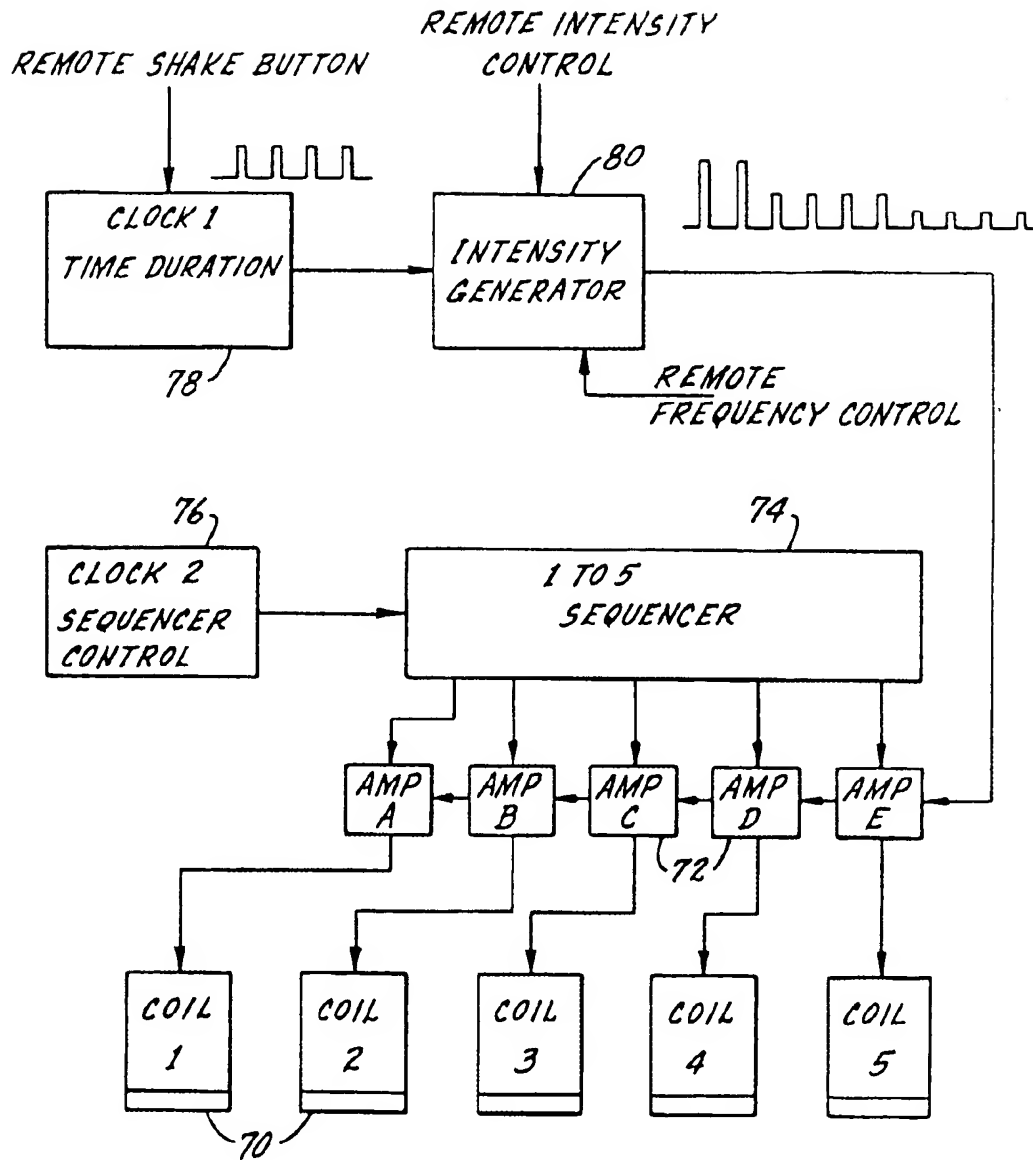 REMOTE SHAKE BUTTON
REMOTE INTENSITY
CONTROL
80
CLOCK 1
TIME DURATION
INTENSITY
GENERATOR
78
REMOTE
FREQUENCY CONTROL
76
74
CLOCK 2
SEQUENCER
CONTROL
1 TO 5
SEQUENCER
AMP
A
AMP
B
AMP
C
AMP
D
AMP
E
72
COIL
1
COIL
2
COIL
3
COIL
4
COIL
5
70